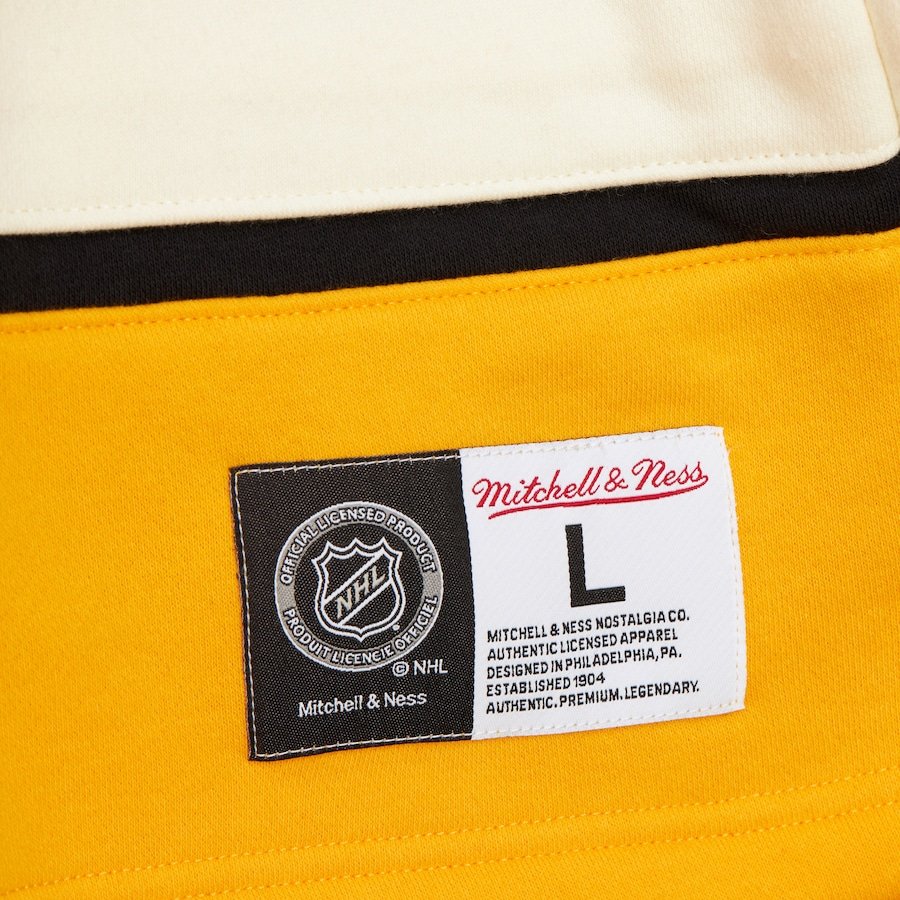 OFFICIAL LICENSED PRODUCT
NHL
PRODUIT LICENCIE OFFICIEL
© NHL
Mitchell & Ness
Mitchell & Ness
L
MITCHELL & NESS NOSTALGIA CO.
AUTHENTIC LICENSED APPAREL
DESIGNED IN PHILADELPHIA, PA.
ESTABLISHED 1904
AUTHENTIC. PREMIUM. LEGENDARY.